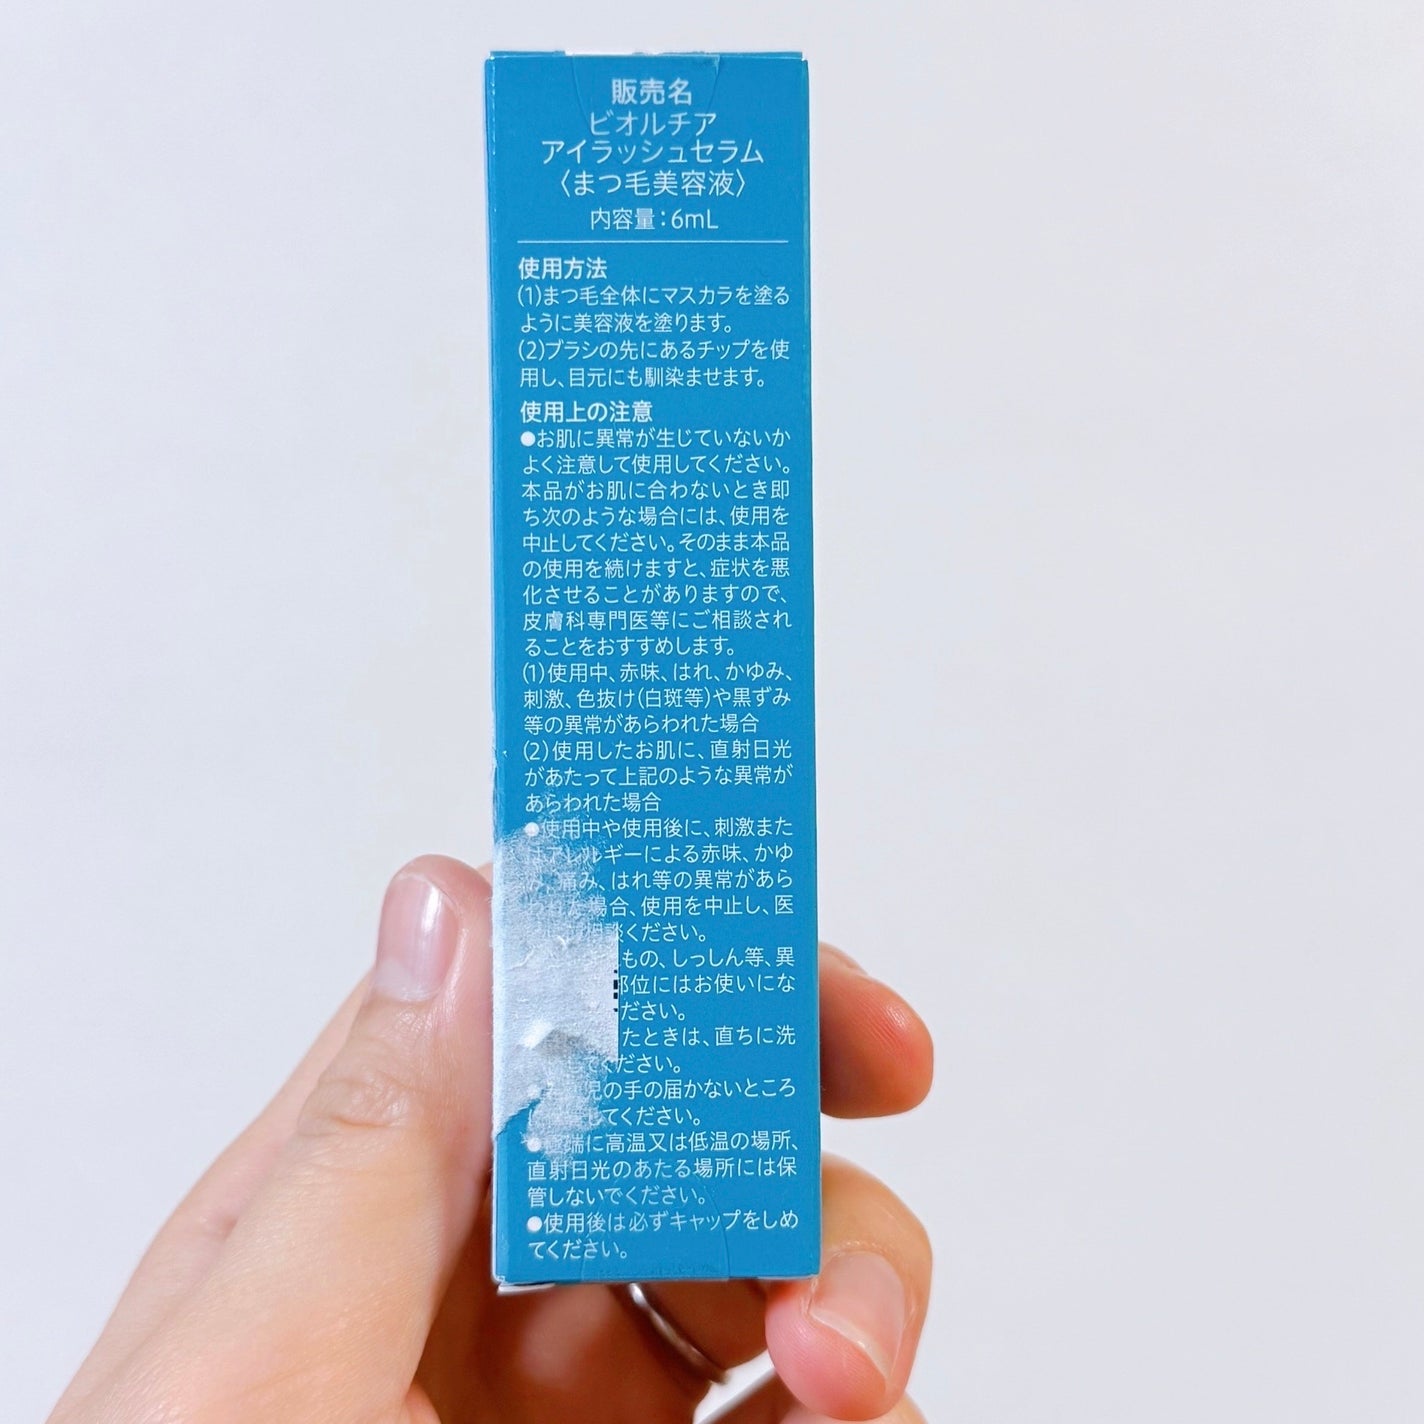 販売名
ビオルチア
アイラッシュセラム
〈まつ毛美容液〉
内容量：6mL
使用方法
(1)まつ毛全体にマスカラを塗る
ように美容液を塗ります。
(2)ブラシの先にあるチップを使
用し、目元にも馴染ませます。
使用上の注意
●お肌に異常が生じていないか
よく注意して使用してください。
本品がお肌に合わないとき即
ち次のような場合には、使用を
中止してください。そのまま本品
の使用を続けますと、症状を悪
化させることがありますので、
皮膚科専門医等にご相談され
ることをおすすめします。
(1)使用中、赤味、はれ、かゆみ、
刺激、色抜け(白斑等)や黒ずみ
等の異常があらわれた場合
(2)使用したお肌に、直射日光
があたって上記のような異常が
あらわれた場合
●使用中や使用後に、刺激また
はアレルギーによる赤味、かゆ
み、痛み、はれ等の異常があら
われた場合、使用を中止し、医
相談ください。
もの、しっしん等、異
部位にはお使いにな
ださい。
たときは、直ちに洗
ください。
児の手の届かないところ
してください。
●極端に高温又は低温の場所、
直射日光のあたる場所には保
管しないでください。
●使用後は必ずキャップをしめ
てください。